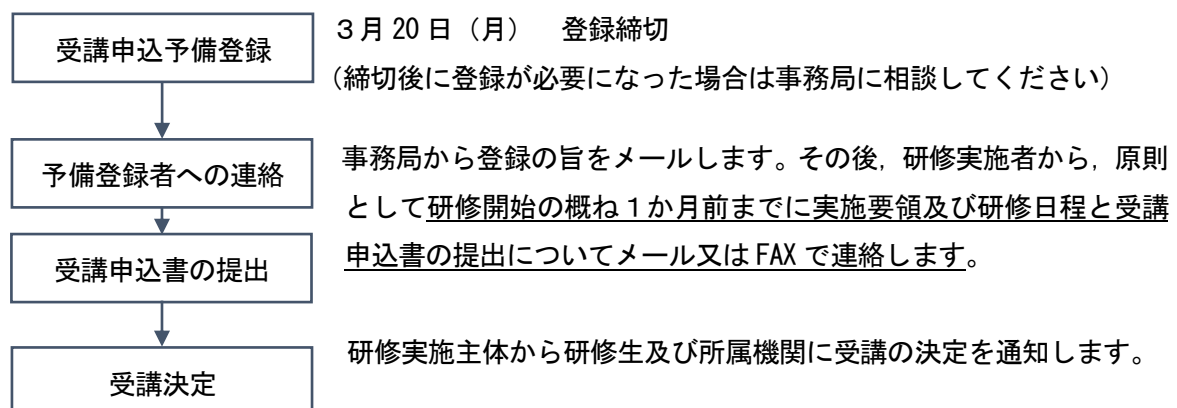 受講申込予備登録
３月20日（月）　登録締切
（締切後に登録が必要になった場合は事務局に相談してください）
予備登録者への連絡
事務局から登録の旨をメールします。その後，研修実施者から，原則
として研修開始の概ね１か月前までに実施要領及び研修日程と受講
申込書の提出についてメール又はFAXで連絡します。
受講申込書の提出
受講決定
研修実施主体から研修生及び所属機関に受講の決定を通知します。